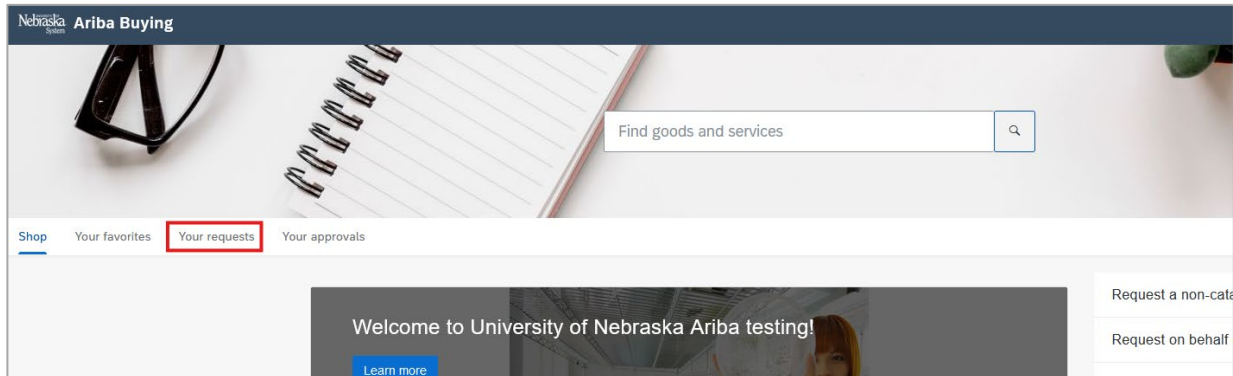 Nebraska
System
Ariba Buying
Find goods and services
Shop Your favorites Your requests Your approvals
Welcome to University of Nebraska Ariba testing!
Learn more
Request a non-cata
Request on behalf